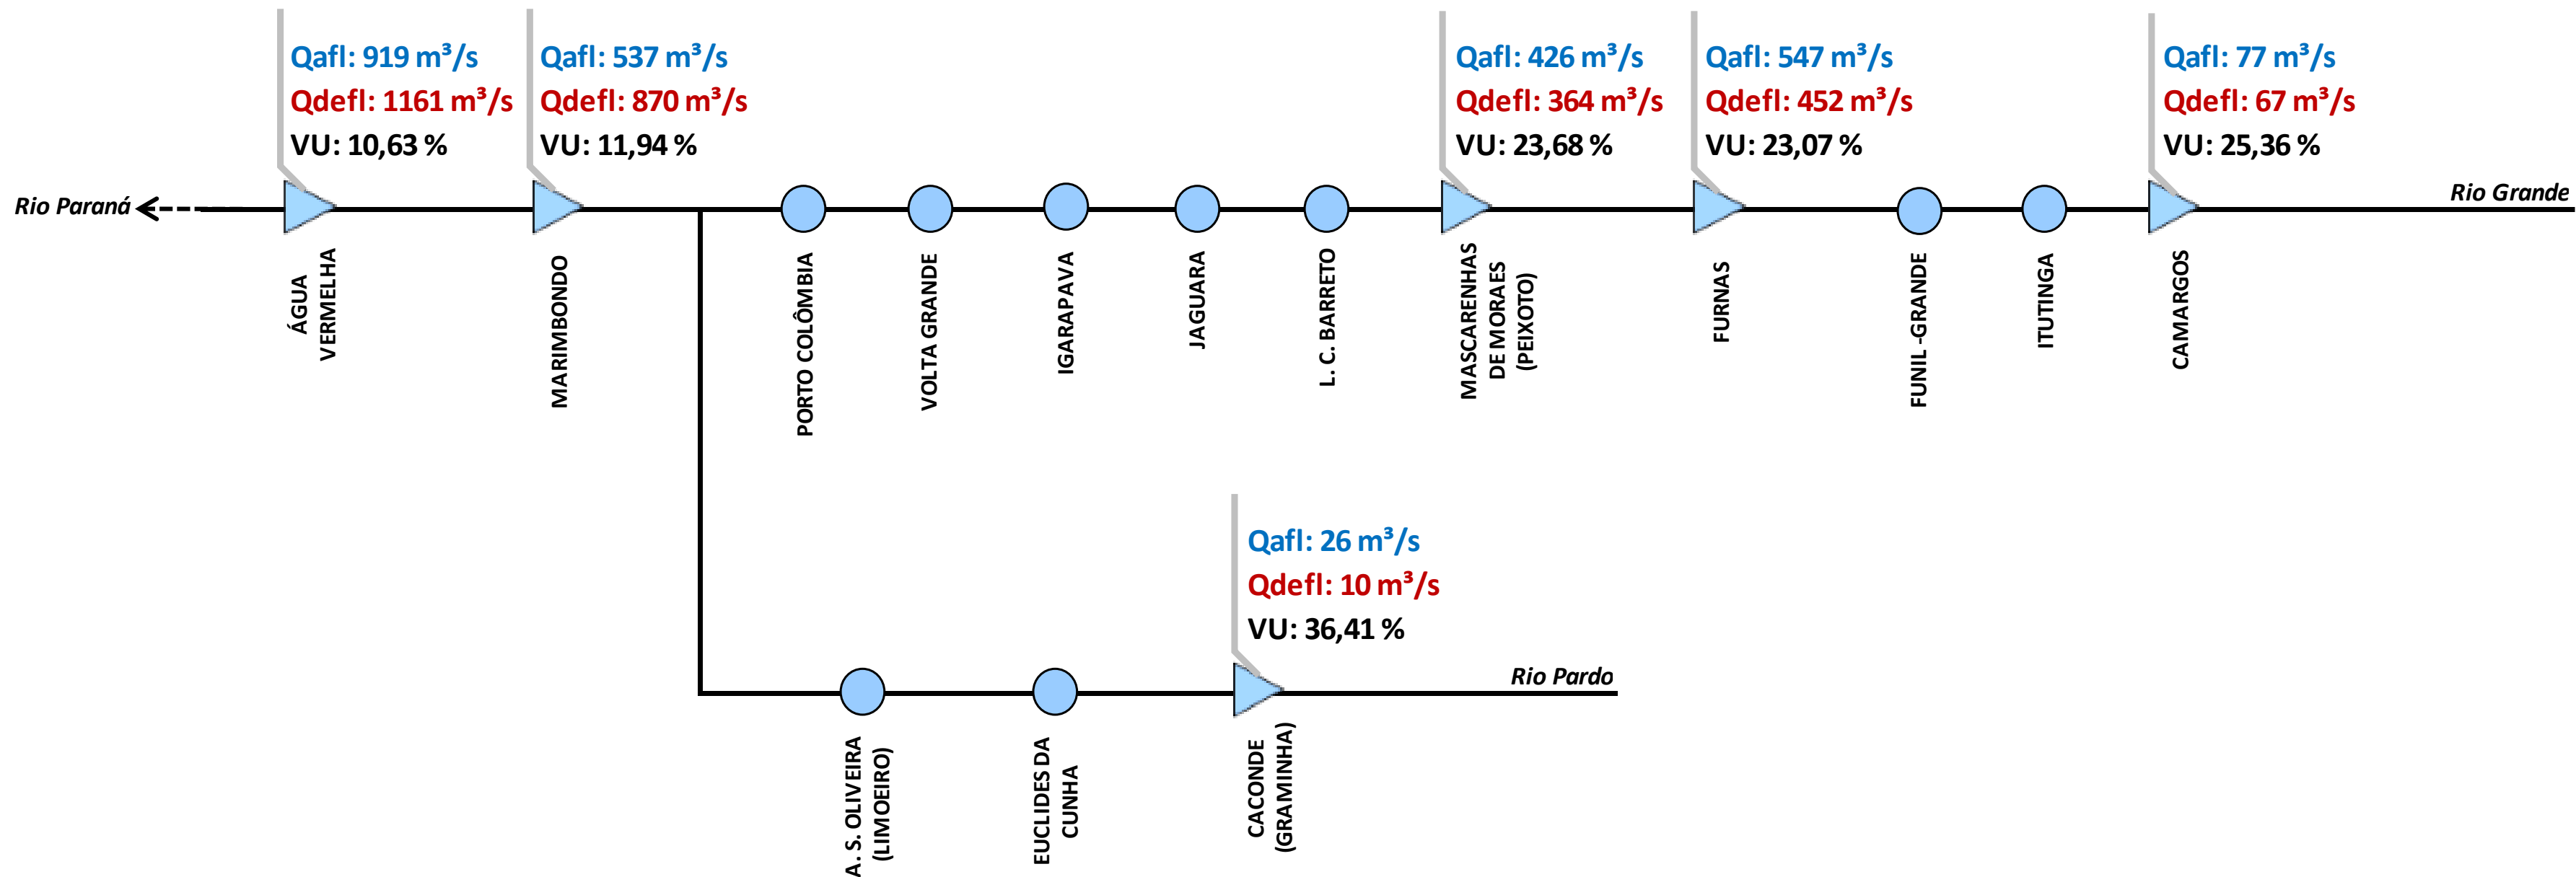 Qafl: 919 m³/s
Qdefl: 1161 m³/s
VU: 10,63 %
Qafl: 537 m³/s
Qdefl: 870 m³/s
VU: 11,94 %
Qafl: 426 m³/s
Qdefl: 364 m³/s
VU: 23,68 %
Qafl: 547 m³/s
Qdefl: 452 m³/s
VU: 23,07 %
Qafl: 77 m³/s
Qdefl: 67 m³/s
VU: 25,36 %
Rio Paraná
Rio Grande
ÁGUA
VERMELHA
MARIMBONDO
PORTO COLÔMBIA
VOLTA GRANDE
IGARAPAVA
JAGUARA
L. C. BARRETO
MASCARENHAS
DE MORAES
(PEIXOTO)
FURNAS
FUNIL -GRANDE
ITUTINGA
CAMARGOS
Qafl: 26 m³/s
Qdefl: 10 m³/s
VU: 36,41 %
Rio Pardo
A. S. OLIVEIRA
(LIMOEIRO)
EUCLIDES DA
CUNHA
CACONDE
(GRAMINHA)